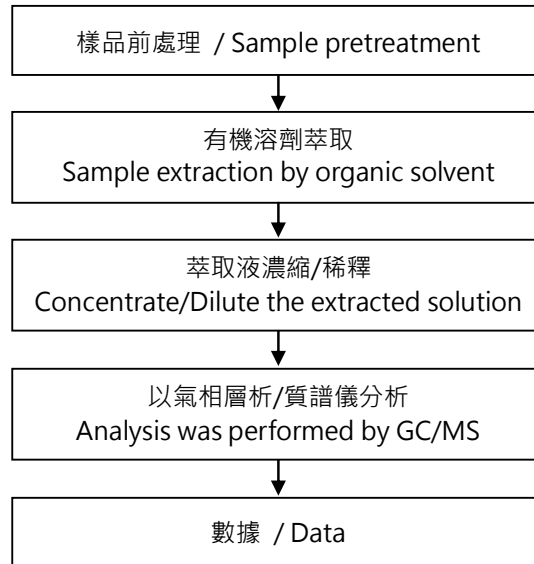 樣品前處理 / Sample pretreatment
有機溶劑萃取
Sample extraction by organic solvent
萃取液濃縮/稀釋
Concentrate/Dilute the extracted solution
以氣相層析/質譜儀分析
Analysis was performed by GC/MS
數據 / Data